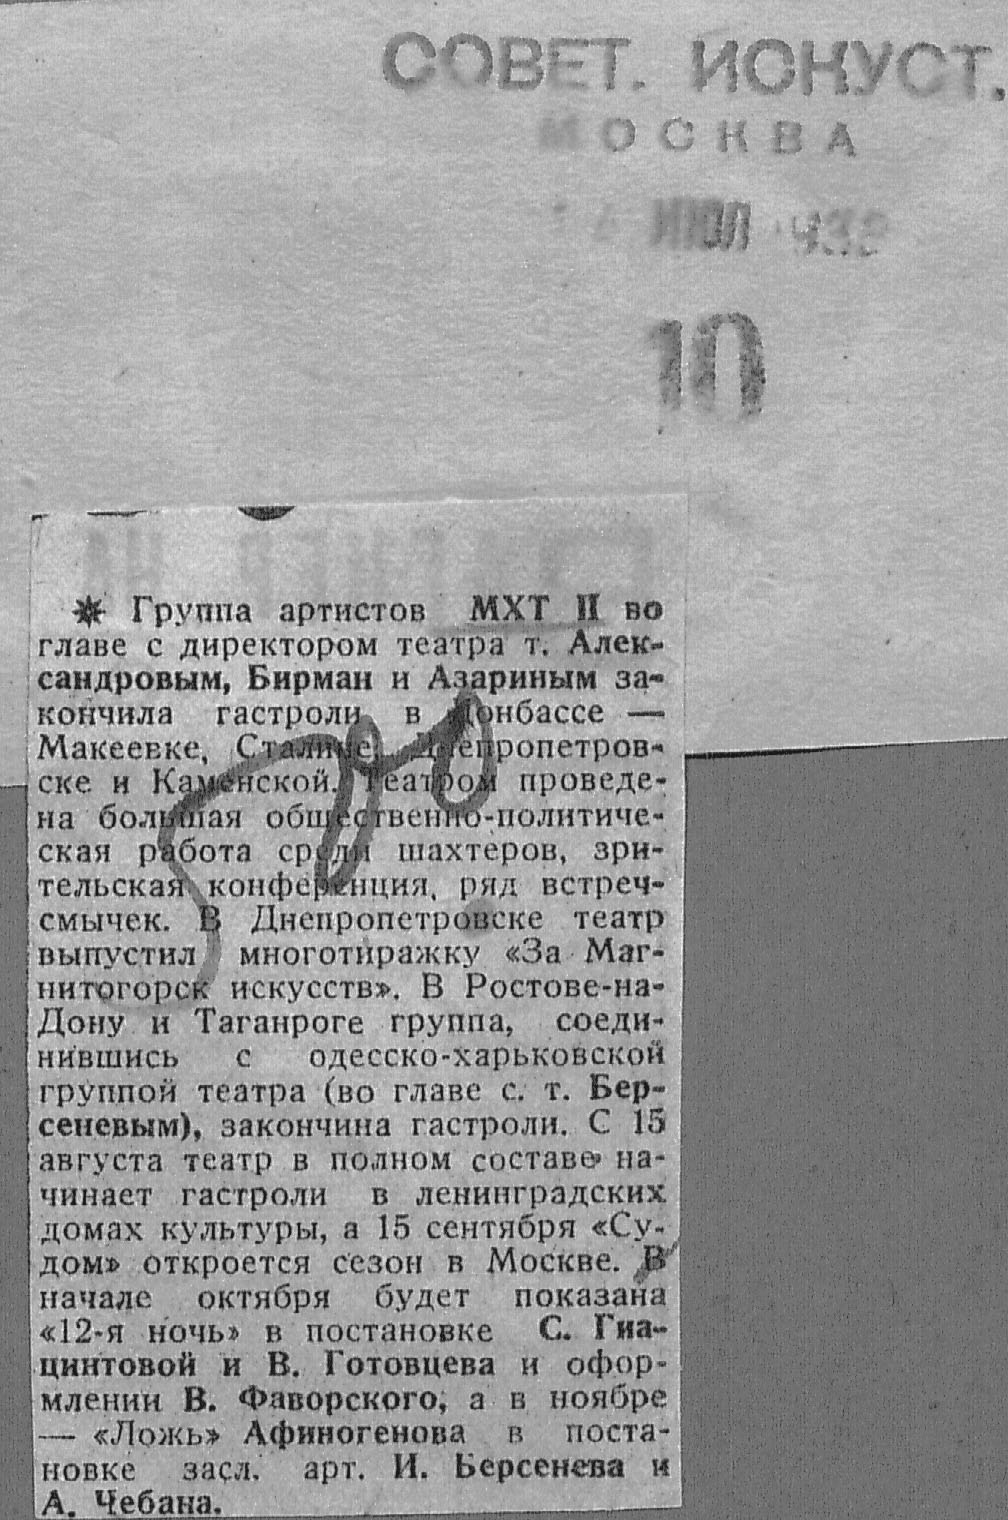 СОВЕТ. ИСКУСТ.
МОСКВА
ИЮЛ
10
✷ Группа артистов МХТ II во
главе с директором театра т. Алек-
сандровым, Бирман и Азариным за-
кончила гастроли в Донбассе —
Макеевке, Сталине, Днепропетров-
ске и Каменской. Театром проведе-
на большая общественно-политиче-
ская работа среди шахтеров, зри-
тельская конференция, ряд встреч-
смычек. В Днепропетровске театр
выпустил многотиражку «За Маг-
нитогорск искусств». В Ростове-на-
Дону и Таганроге группа, соеди-
нившись с одесско-харьковской
группой театра (во главе с. т. Бер-
сеневым), закончина гастроли. С 15
августа театр в полном составе на-
чинает гастроли в ленинградских
домах культуры, а 15 сентября «Су-
дом» откроется сезон в Москве. В
начале октября будет показана
«12-я ночь» в постановке С. Гиа-
цинтовой и В. Готовцева и офор-
млении В. Фаворского, а в ноябре
— «Ложь» Афиногенова в поста-
новке засл. арт. И. Берсенева и
А. Чебана.